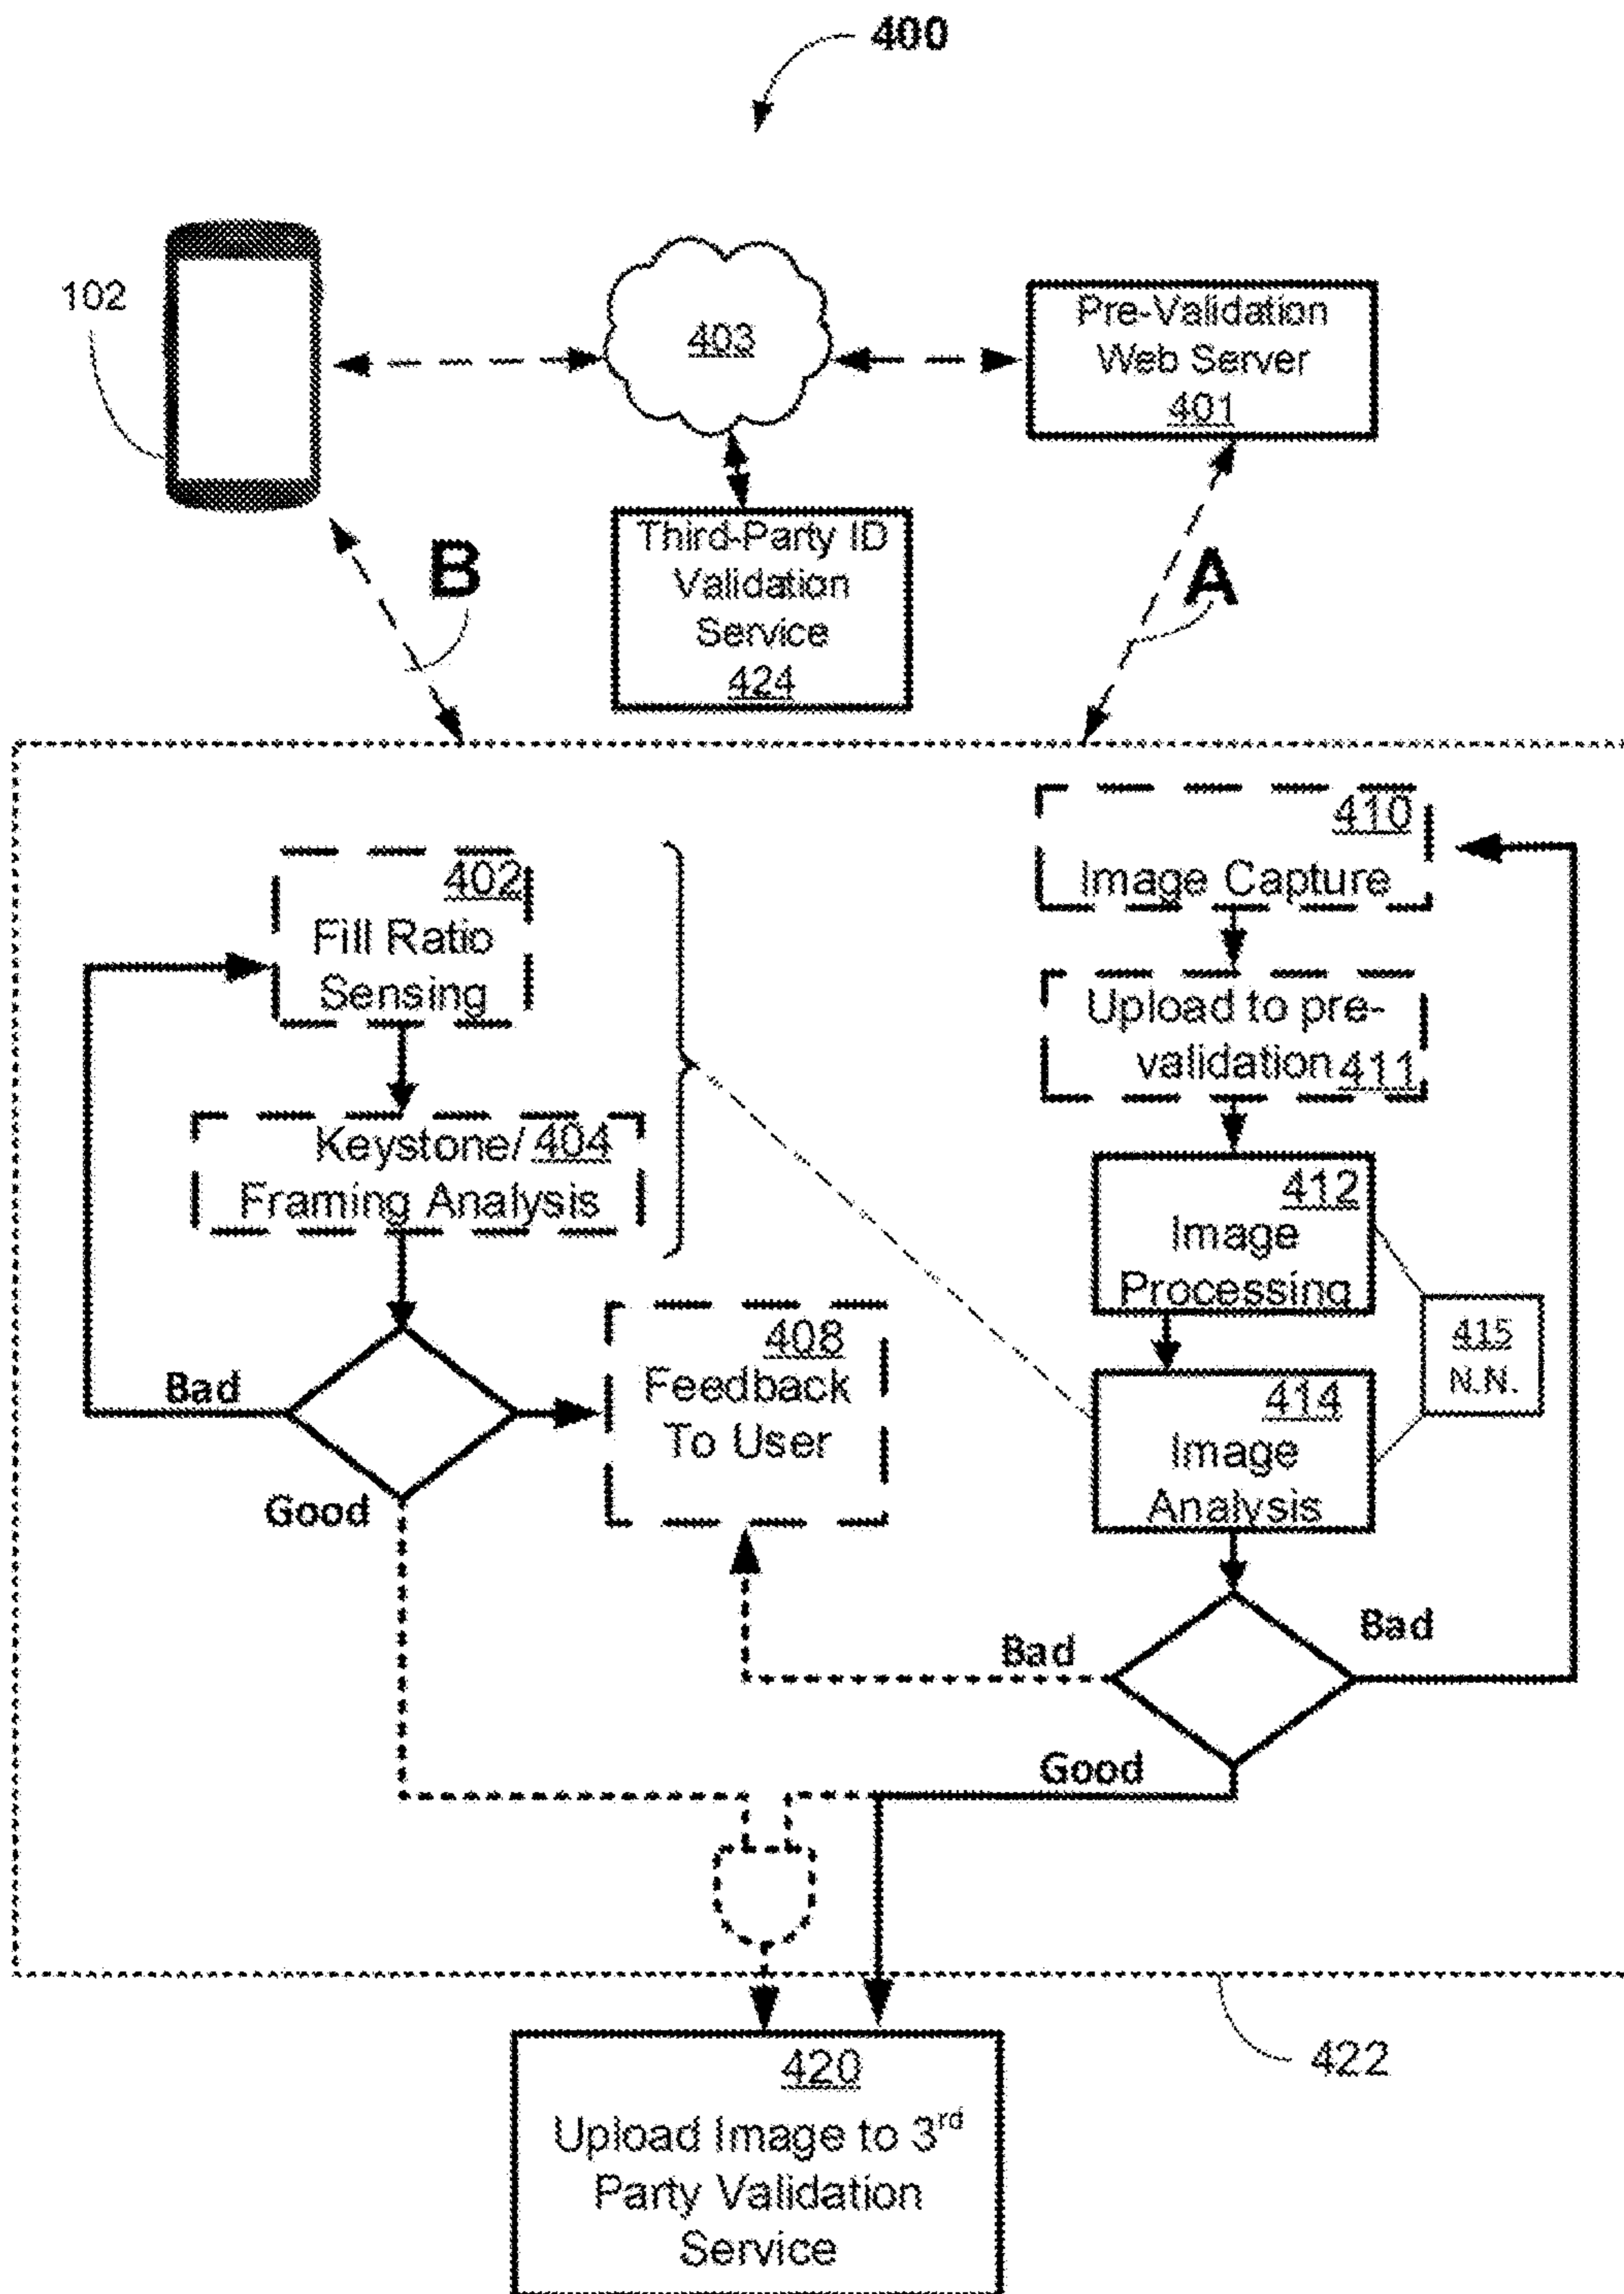 400
102
403
Pre-Validation
Web Server
401
B
Third-Party ID
Validation
Service
424
A
410
Image Capture
402
Fill Ratio
Sensing
Upload to pre-
validation 411
Keystone/ 404
Framing Analysis
412
Image
Processing
408
Feedback
To User
415
N.N.
Bad
Good
414
Image
Analysis
Bad
Bad
Good
422
420
Upload Image to 3rd
Party Validation
Service